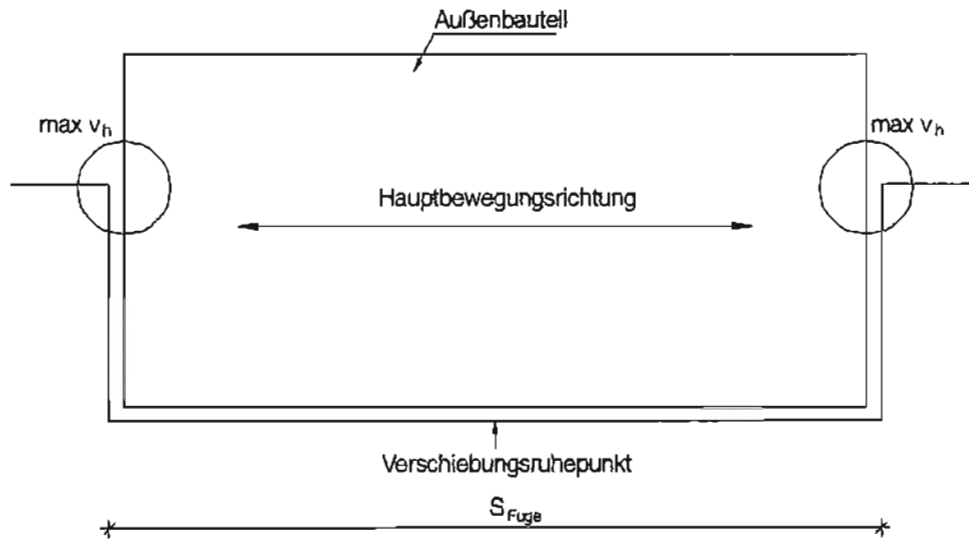 Außenbauteil
max vh
max vh
Hauptbewegungsrichtung
Verschiebungsruhepunkt
SFuge